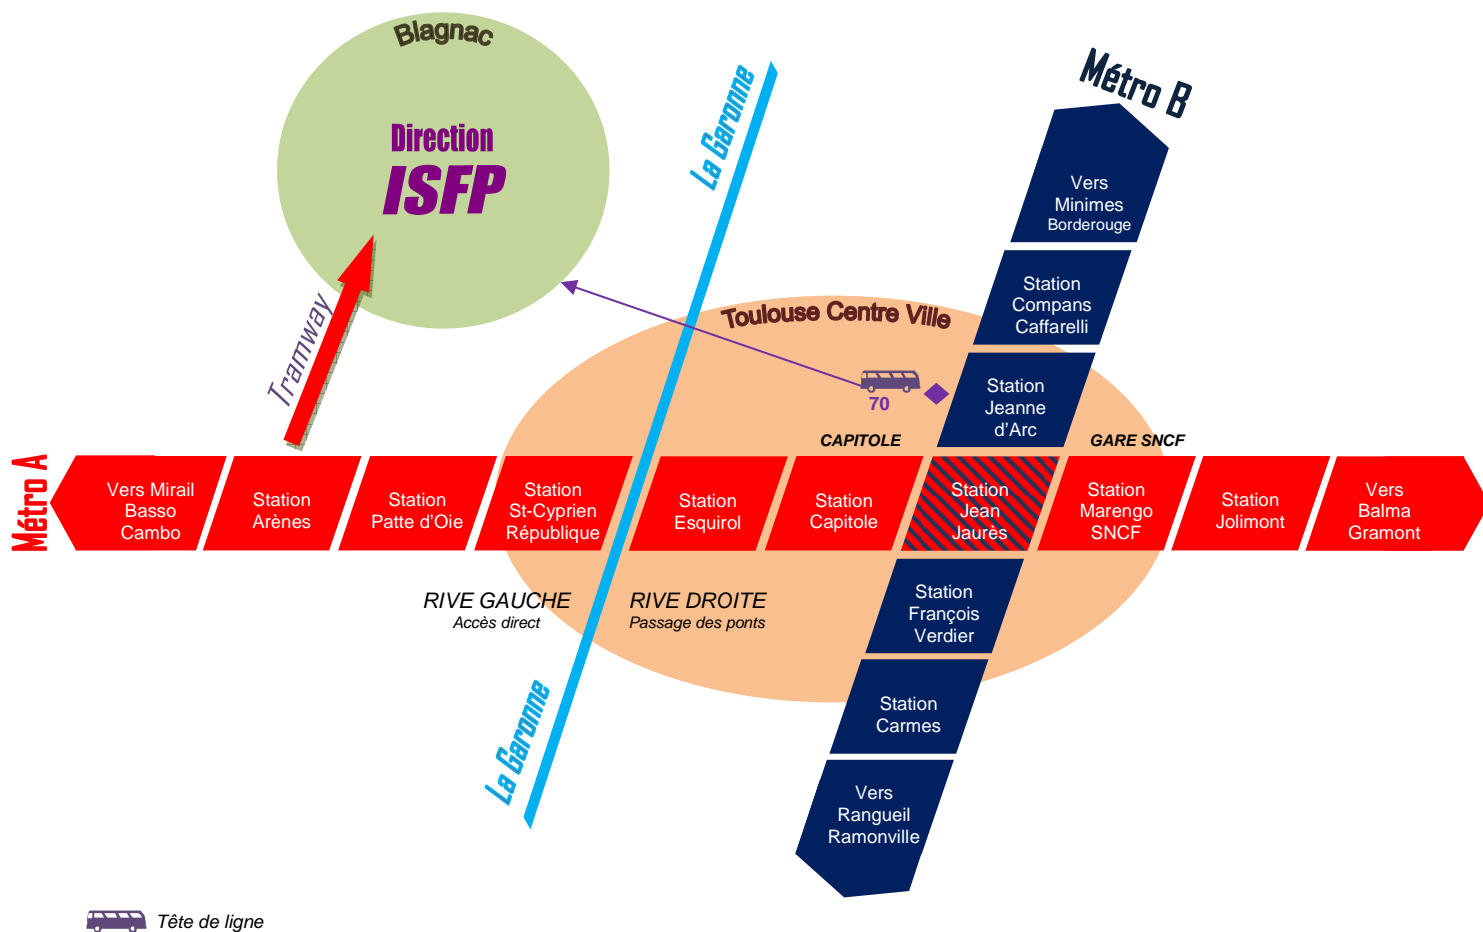 Blagnac
Direction
ISFP
La Garonne
Métro B
Vers
Minimes
Borderouge
Station
Compans
Caffarelli
Tramway
Toulouse Centre Ville
70
Station
Jeanne
d'Arc
CAPITOLE
GARE SNCF
Métro A
Vers Mirail
Basso
Cambo
Station
Arènes
Station
Patte d'Oie
Station
St-Cyprien
République
Station
Esquirol
Station
Capitole
Station
Jean
Jaurès
Station
Marengo
SNCF
Station
Jolimont
Vers
Balma
Gramont
RIVE GAUCHE
Accès direct
RIVE DROITE
Passage des ponts
Station
François
Verdier
La Garonne
Station
Carmes
Vers
Rangueil
Ramonville
Tête de ligne